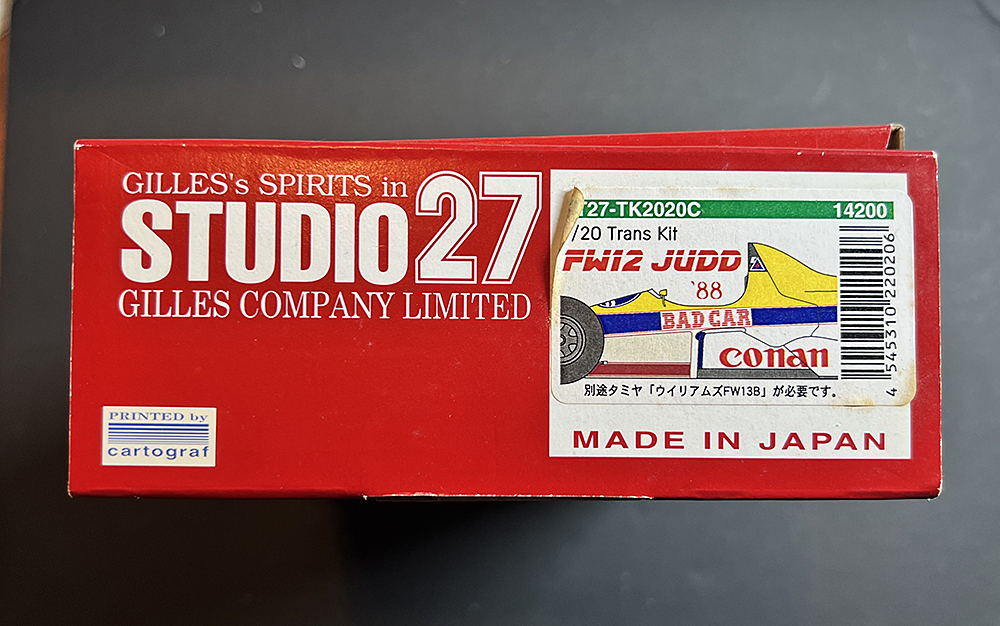 GILLES's SPIRITS in
STUDIO27
GILLES COMPANY LIMITED
PRINTED by
cartograf
T27-TK2020C 14200
/20 Trans Kit
FW12 JUDD
'88
BAD CAR
conan
別途タミヤ「ウイリアムズFW13B」が必要です。
4 545310 220206
MADE IN JAPAN